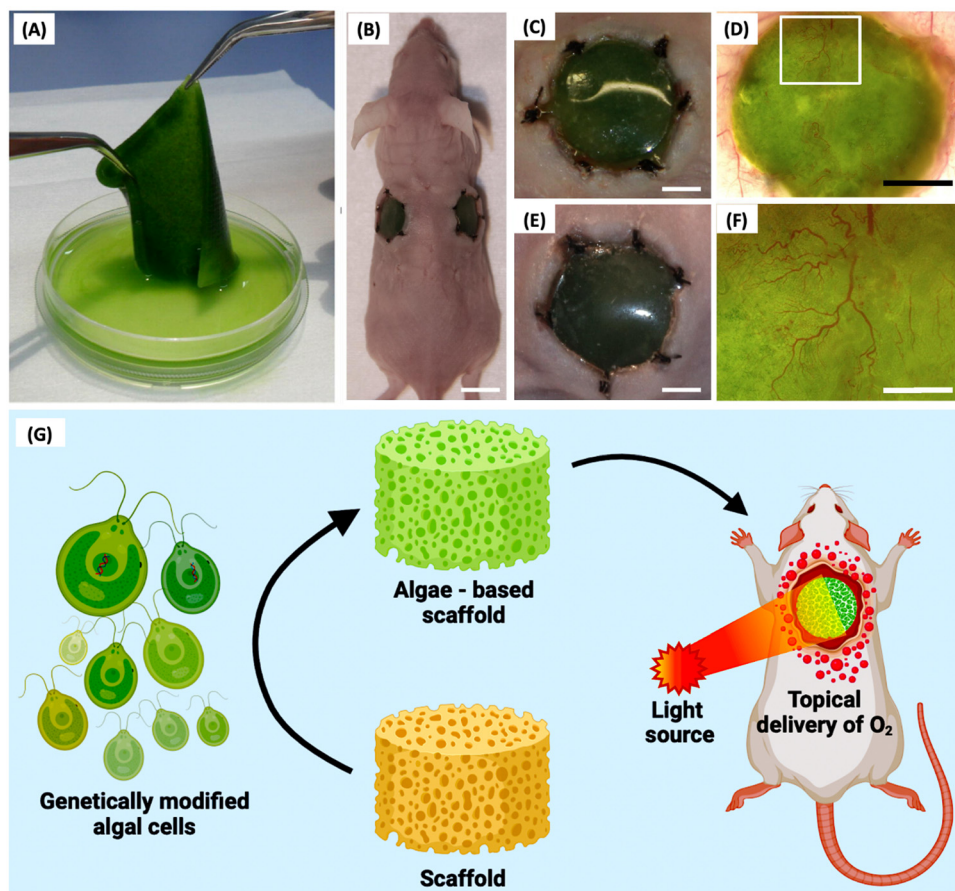 (A)
(B)
(C)
(D)
(E)
(F)
(G)
Algae - based
scaffold
Light
source
Topical
delivery of O₂
Genetically modified
algal cells
Scaffold